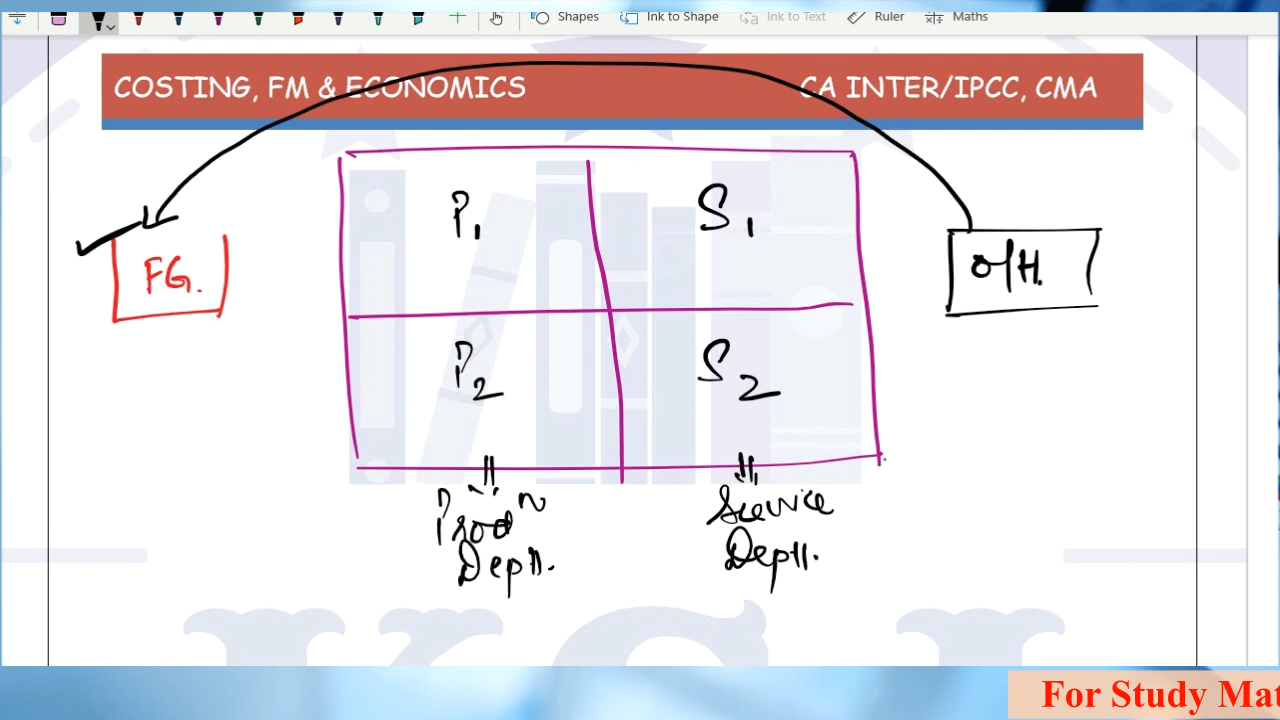 Shapes Ink to Shape Ink to Text Ruler Maths
COSTING, FM & ECONOMICS CA INTER/IPCC, CMA
P1 S1
FG. O/H.
P2 S2
Prodn Service
Deptt. Deptt.
For Study Mat